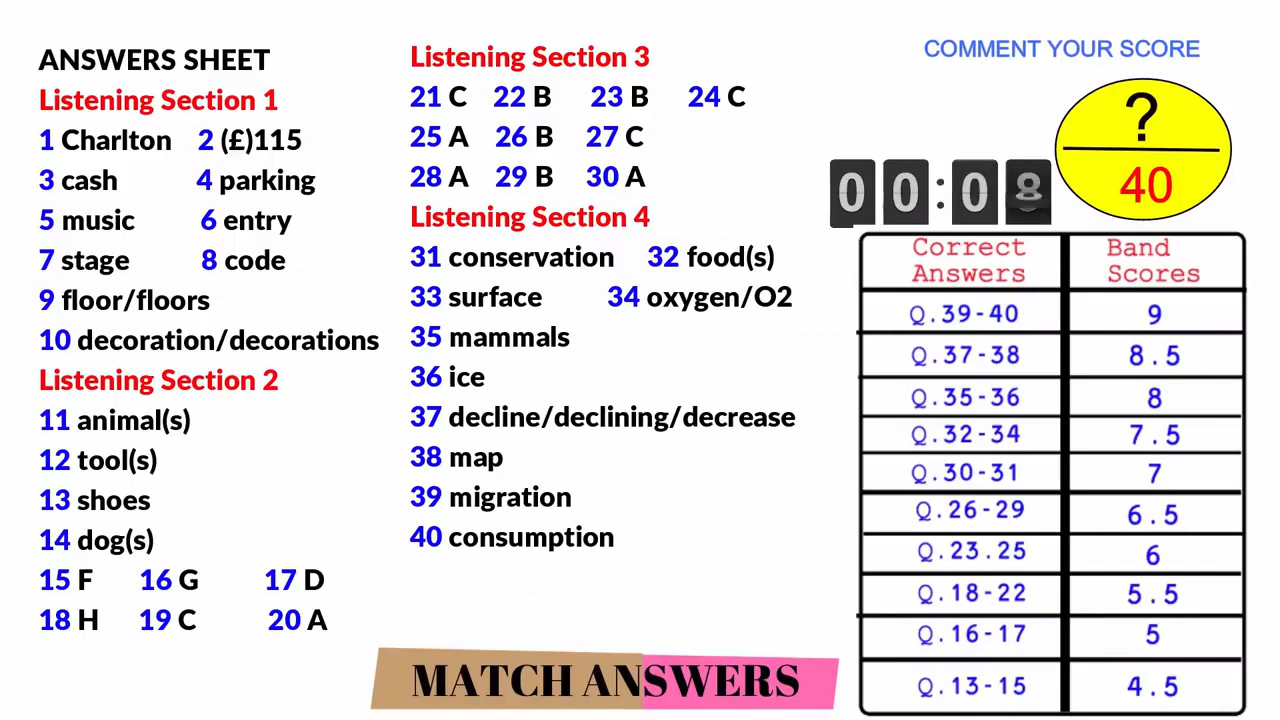 ANSWERS SHEET
Listening Section 1
1 Charlton 2 (£)115
3 cash 4 parking
5 music 6 entry
7 stage 8 code
9 floor/floors
10 decoration/decorations
Listening Section 2
11 animal(s)
12 tool(s)
13 shoes
14 dog(s)
15 F 16 G 17 D
18 H 19 C 20 A
Listening Section 3
21 C 22 B 23 B 24 C
25 A 26 B 27 C
28 A 29 B 30 A
Listening Section 4
31 conservation 32 food(s)
33 surface 34 oxygen/O2
35 mammals
36 ice
37 decline/declining/decrease
38 map
39 migration
40 consumption
MATCH ANSWERS
COMMENT YOUR SCORE
?
40
00:08
Correct Answers Band Scores
Q.39-40 9
Q.37-38 8.5
Q.35-36 8
Q.32-34 7.5
Q.30-31 7
Q.26-29 6.5
Q.23.25 6
Q.18-22 5.5
Q.16-17 5
Q.13-15 4.5